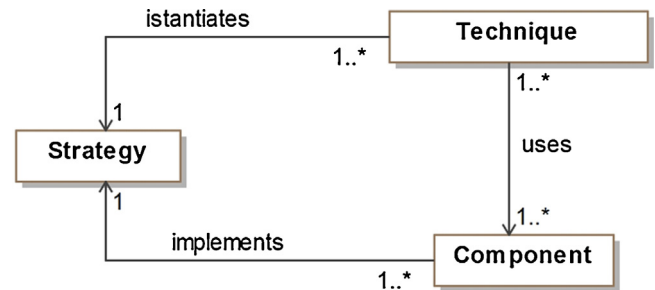 istantiates
Technique
1..*
1..*
1
Strategy
uses
1
1..*
implements
Component
1..*